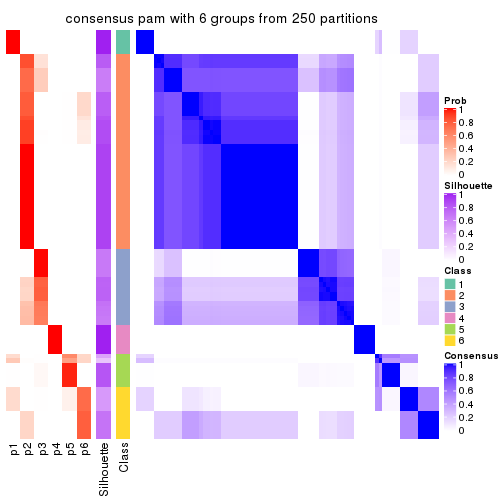 consensus pam with 6 groups from 250 partitions
Prob
1
0.8
0.6
0.4
0.2
0
Silhouette
1
0.8
0.6
0.4
0.2
0
Class
1
2
3
4
5
6
Consensus
1
0.8
0.6
0.4
0.2
0
p1
p2
p3
p4
p5
p6
Silhouette
Class